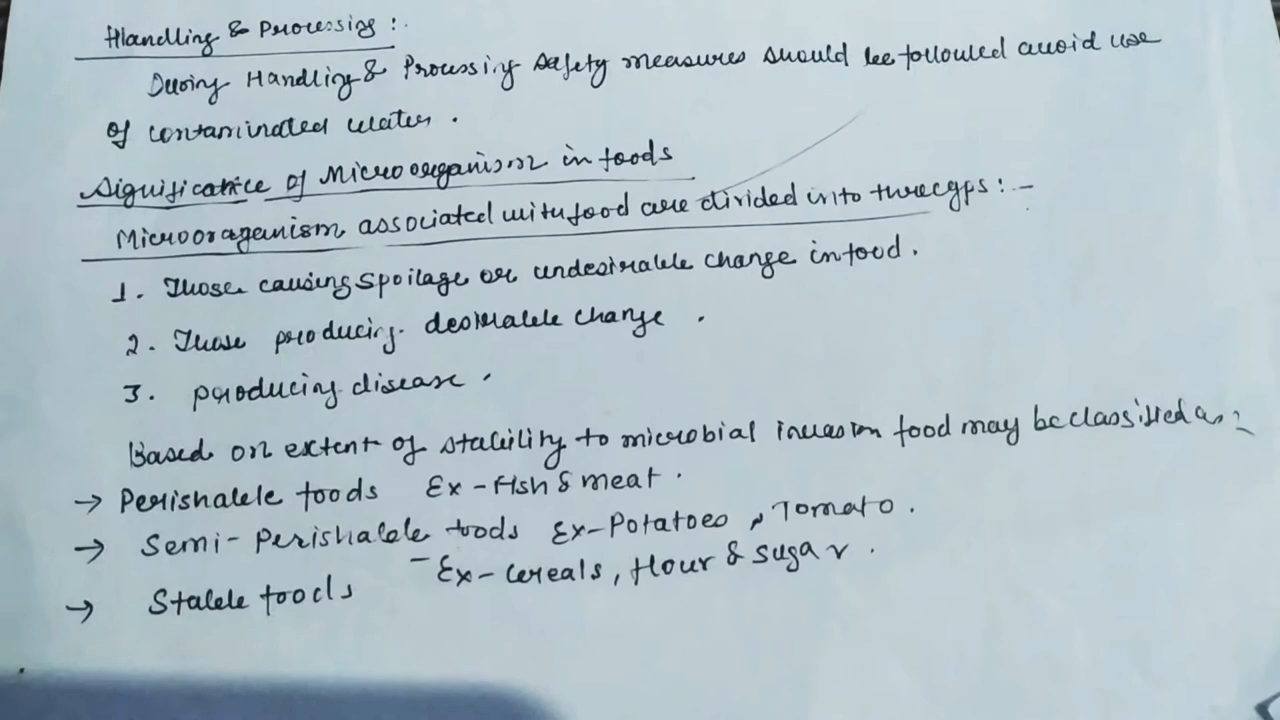 Handling & Processing :.
During Handling & Processing safety measures should be followed avoid use
of contaminated water .
Significance of Microorganism in foods
Microorageanism associated with food are divided into three gps : -
1. Those causing spoilage or undesirable change in food .
2. Those producing desirable change .
3. producing disease .
Based on extent of stability to microbial invasion food may be classified as :-
→ Perishable foods Ex - Fish & meat .
→ Semi - Perishable foods Ex - Potatoes , Tomato .
→ Stable foods - Ex - Cereals , flour & sugar .